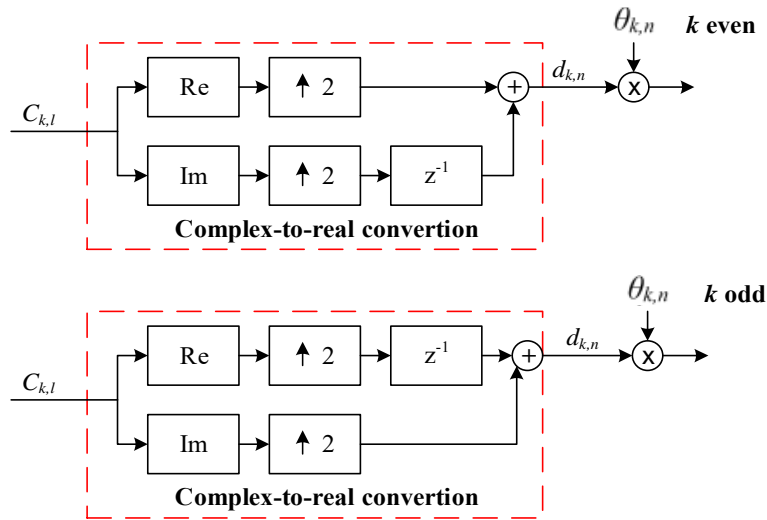 θk,n k even
Re ↑ 2 + dk,n x
Ck,l
Im ↑ 2 z-1
Complex-to-real convertion
θk,n k odd
Re ↑ 2 z-1 + dk,n x
Ck,l
Im ↑ 2
Complex-to-real convertion